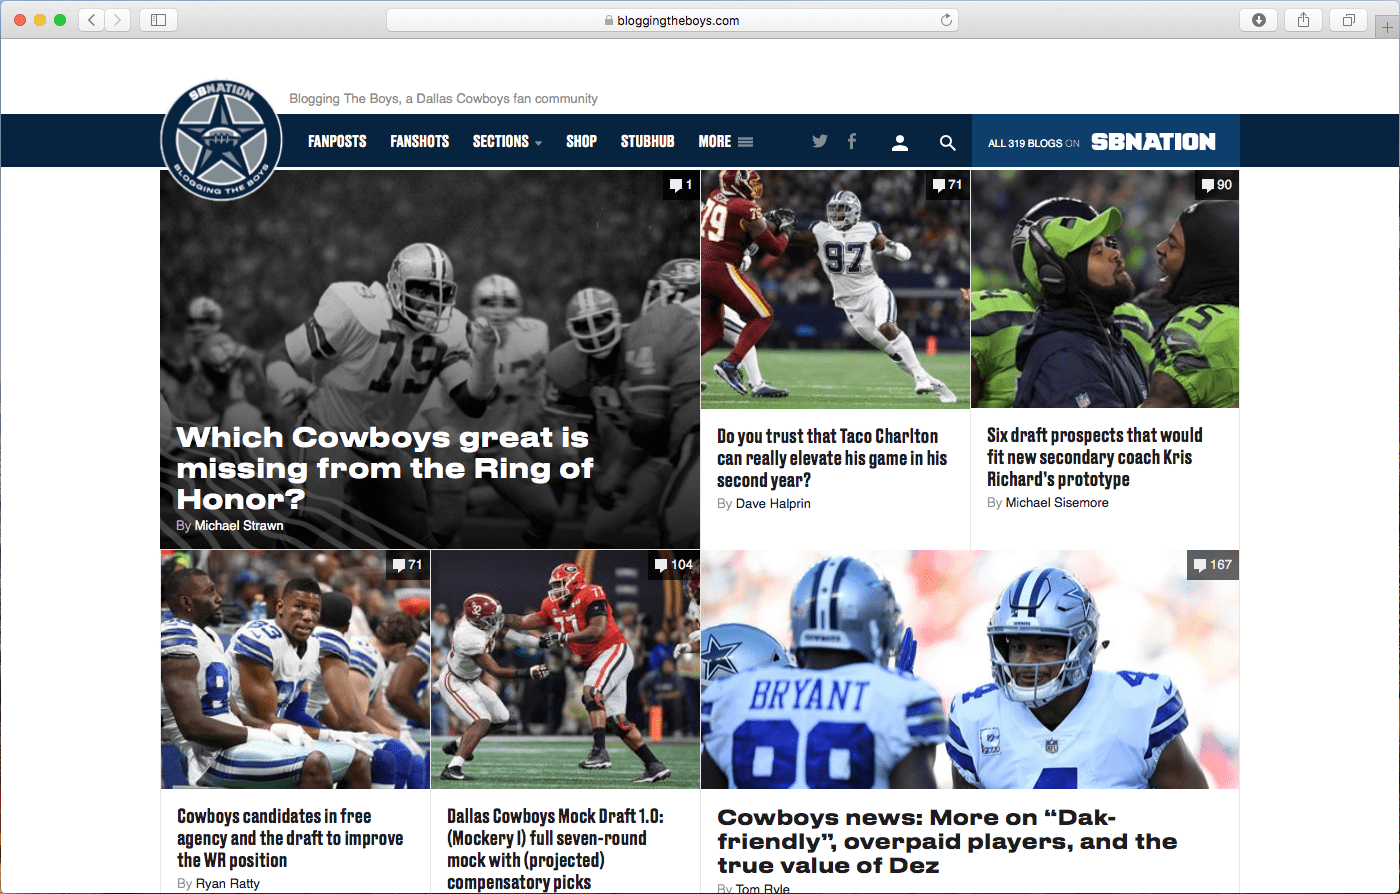 bloggingtheboys.com
Blogging The Boys, a Dallas Cowboys fan community
SBNATION
BLOGGING THE BOYS
FANPOSTS
FANSHOTS
SECTIONS
SHOP
STUBHUB
MORE
ALL 319 BLOGS ON SBNATION
1
79
Which Cowboys great is
missing from the Ring of
Honor?
By Michael Strawn
71
79
97
Do you trust that Taco Charlton
can really elevate his game in his
second year?
By Dave Halprin
90
Six draft prospects that would
fit new secondary coach Kris
Richard's prototype
By Michael Sisemore
71
Cowboys candidates in free
agency and the draft to improve
the WR position
By Ryan Ratty
104
77
Dallas Cowboys Mock Draft 1.0:
(Mockery I) full seven-round
mock with (projected)
compensatory picks
167
BRYANT
4
Cowboys news: More on “Dak-
friendly”, overpaid players, and the
true value of Dez
By Tom Ryle